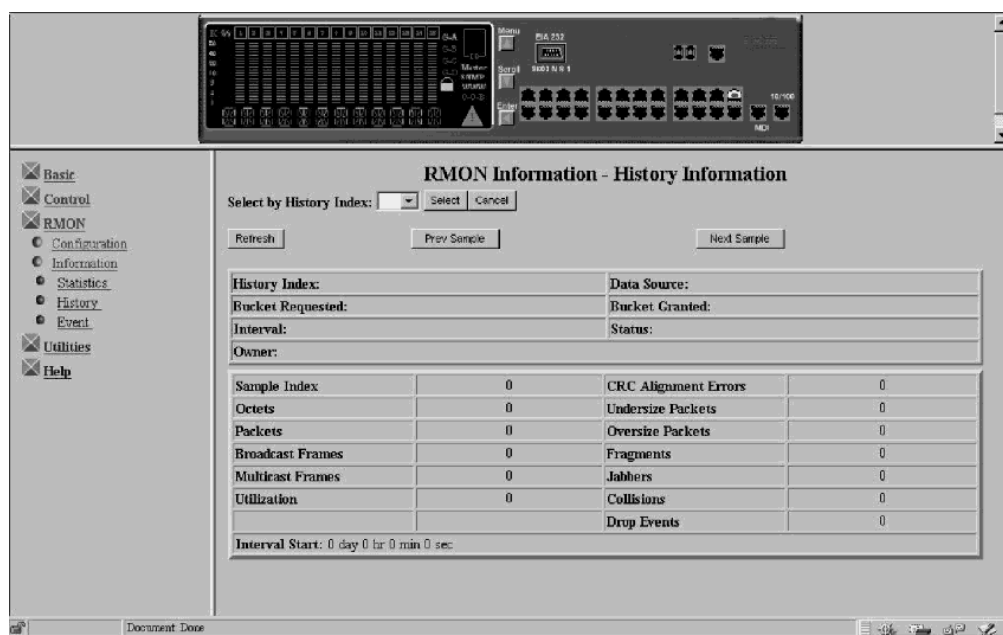 Menu
EIA 232
9600 N 8 1
Scroll
Master
Enter
10/100
MDI
Basic
Control
RMON
Configuration
Information
Statistics
History
Event
Utilities
Help
RMON Information - History Information
Select by History Index: Select Cancel
Refresh Prev Sample Next Sample
History Index: Data Source:
Bucket Requested: Bucket Granted:
Interval: Status:
Owner:
Sample Index 0 CRC Alignment Errors 0
Octets 0 Undersize Packets 0
Packets 0 Oversize Packets 0
Broadcast Frames 0 Fragments 0
Multicast Frames 0 Jabbers 0
Utilization 0 Collisions 0
Drop Events 0
Interval Start: 0 day 0 hr 0 min 0 sec
Document Done